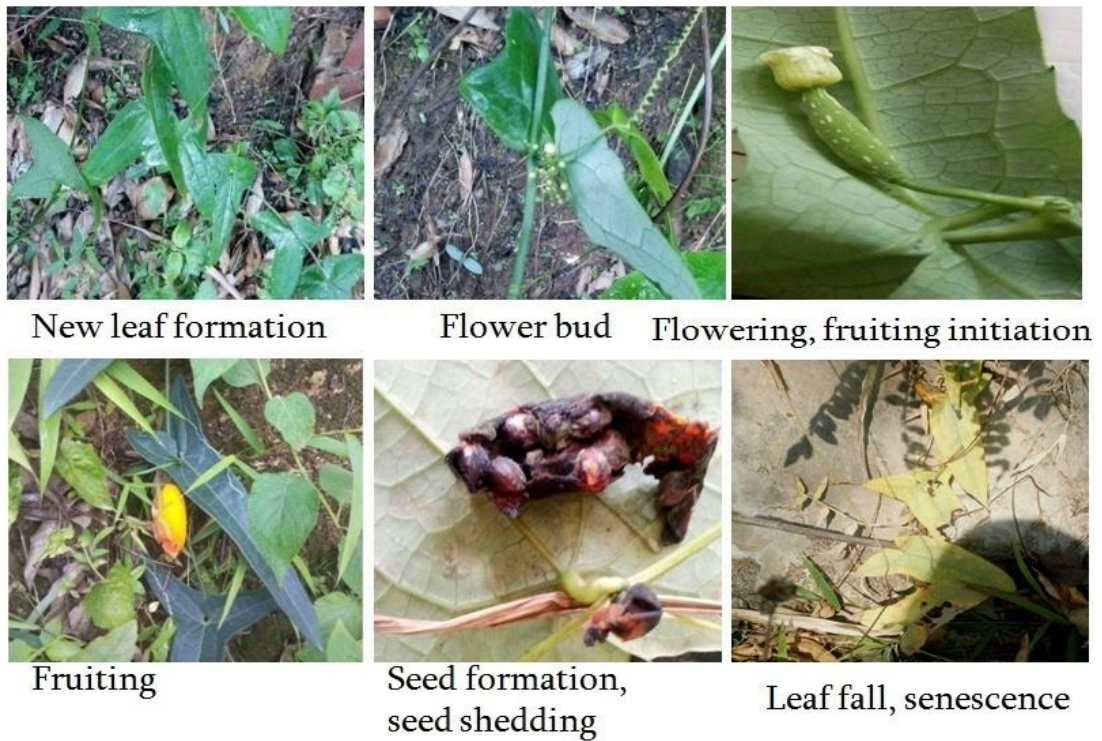 New leaf formation
Flower bud
Flowering, fruiting initiation
Fruiting
Seed formation,
seed shedding
Leaf fall, senescence